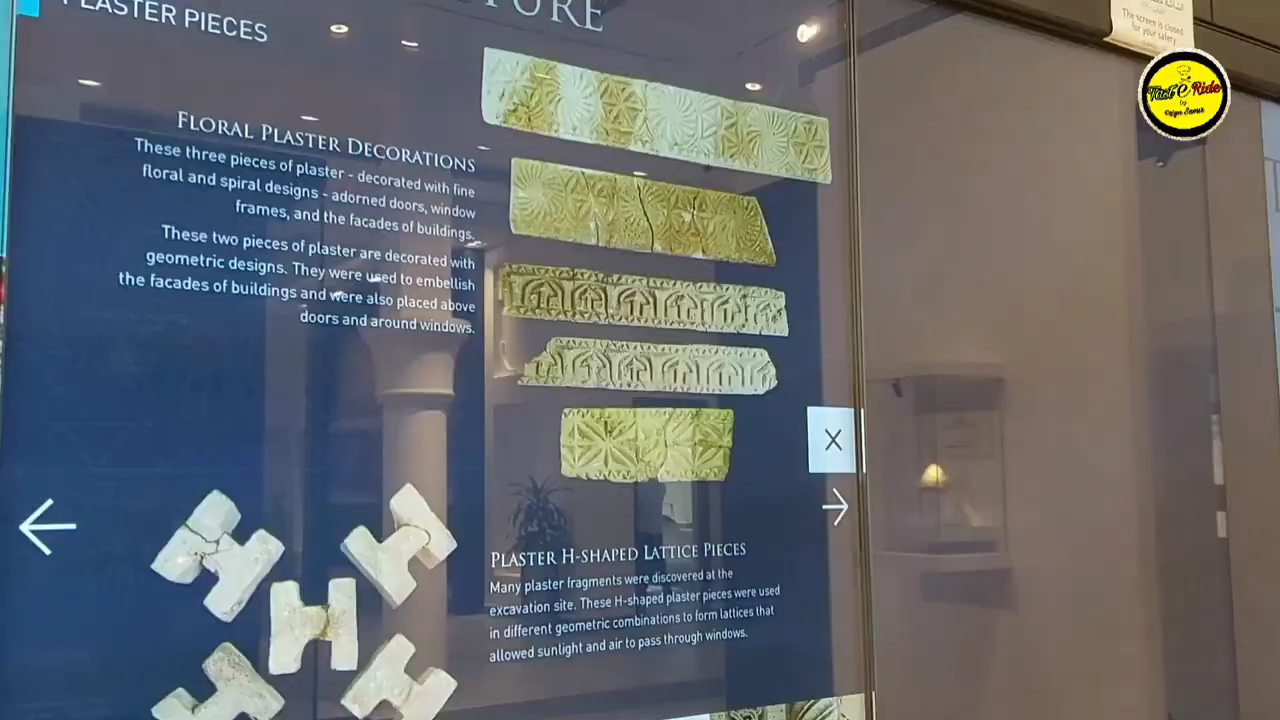 PLASTER PIECES
FLORAL PLASTER DECORATIONS
These three pieces of plaster - decorated with fine
floral and spiral designs - adorned doors, window
frames, and the facades of buildings.
These two pieces of plaster are decorated with
geometric designs. They were used to embellish
the facades of buildings and were also placed above
doors and around windows.
PLASTER H-SHAPED LATTICE PIECES
Many plaster fragments were discovered at the
excavation site. These H-shaped plaster pieces were used
in different geometric combinations to form lattices that
allowed sunlight and air to pass through windows.
The screen is closed
for your safety
Ride
by